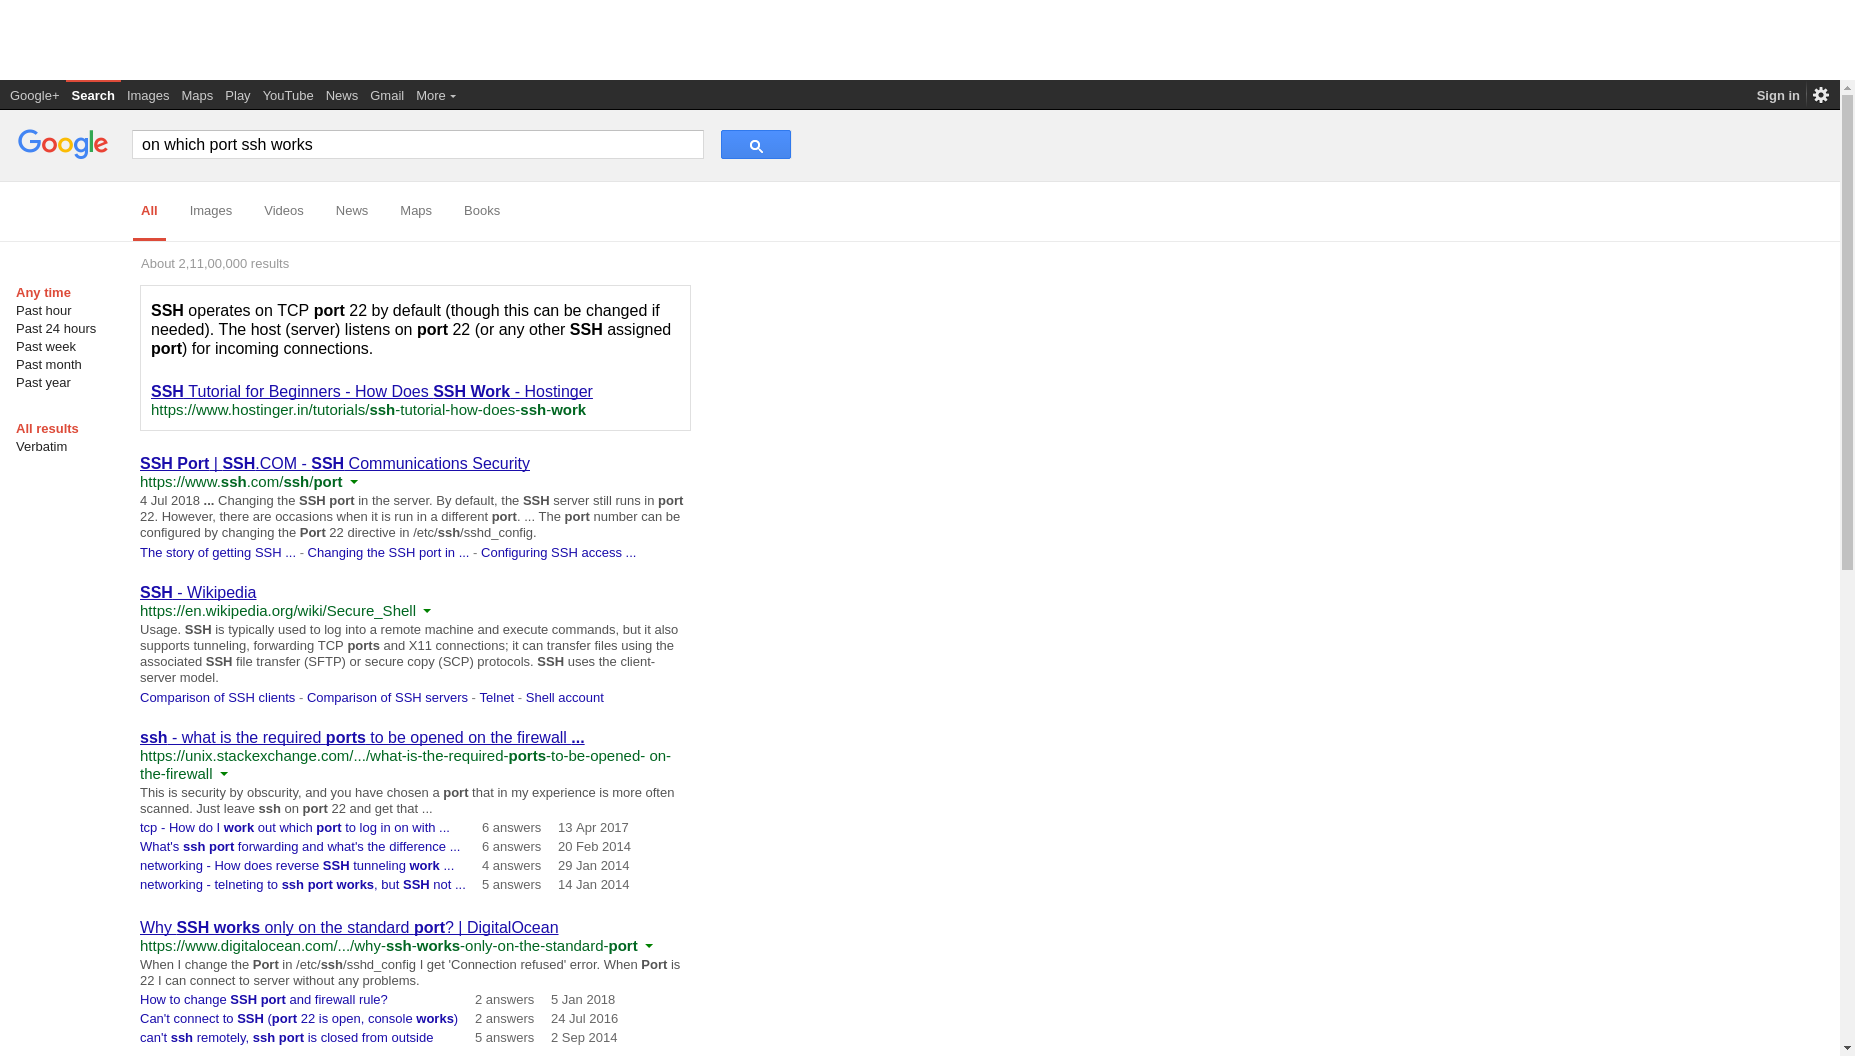 Google+ Search Images Maps Play YouTube News Gmail More Sign in
Google on which port ssh works
All Images Videos News Maps Books
About 2,11,00,000 results
Any time
Past hour
Past 24 hours
Past week
Past month
Past year
All results
Verbatim
SSH operates on TCP port 22 by default (though this can be changed if
needed). The host (server) listens on port 22 (or any other SSH assigned
port) for incoming connections.
SSH Tutorial for Beginners - How Does SSH Work - Hostinger
https://www.hostinger.in/tutorials/ssh-tutorial-how-does-ssh-work
SSH Port | SSH.COM - SSH Communications Security
https://www.ssh.com/ssh/port
4 Jul 2018 ... Changing the SSH port in the server. By default, the SSH server still runs in port
22. However, there are occasions when it is run in a different port. ... The port number can be
configured by changing the Port 22 directive in /etc/ssh/sshd_config.
The story of getting SSH ... - Changing the SSH port in ... - Configuring SSH access ...
SSH - Wikipedia
https://en.wikipedia.org/wiki/Secure_Shell
Usage. SSH is typically used to log into a remote machine and execute commands, but it also
supports tunneling, forwarding TCP ports and X11 connections; it can transfer files using the
associated SSH file transfer (SFTP) or secure copy (SCP) protocols. SSH uses the client-
server model.
Comparison of SSH clients - Comparison of SSH servers - Telnet - Shell account
ssh - what is the required ports to be opened on the firewall ...
https://unix.stackexchange.com/.../what-is-the-required-ports-to-be-opened- on-
the-firewall
This is security by obscurity, and you have chosen a port that in my experience is more often
scanned. Just leave ssh on port 22 and get that ...
tcp - How do I work out which port to log in on with ... 6 answers 13 Apr 2017
What's ssh port forwarding and what's the difference ... 6 answers 20 Feb 2014
networking - How does reverse SSH tunneling work ... 4 answers 29 Jan 2014
networking - telneting to ssh port works, but SSH not ... 5 answers 14 Jan 2014
Why SSH works only on the standard port? | DigitalOcean
https://www.digitalocean.com/.../why-ssh-works-only-on-the-standard-port
When I change the Port in /etc/ssh/sshd_config I get 'Connection refused' error. When Port is
22 I can connect to server without any problems.
How to change SSH port and firewall rule? 2 answers 5 Jan 2018
Can't connect to SSH (port 22 is open, console works) 2 answers 24 Jul 2016
can't ssh remotely, ssh port is closed from outside 5 answers 2 Sep 2014